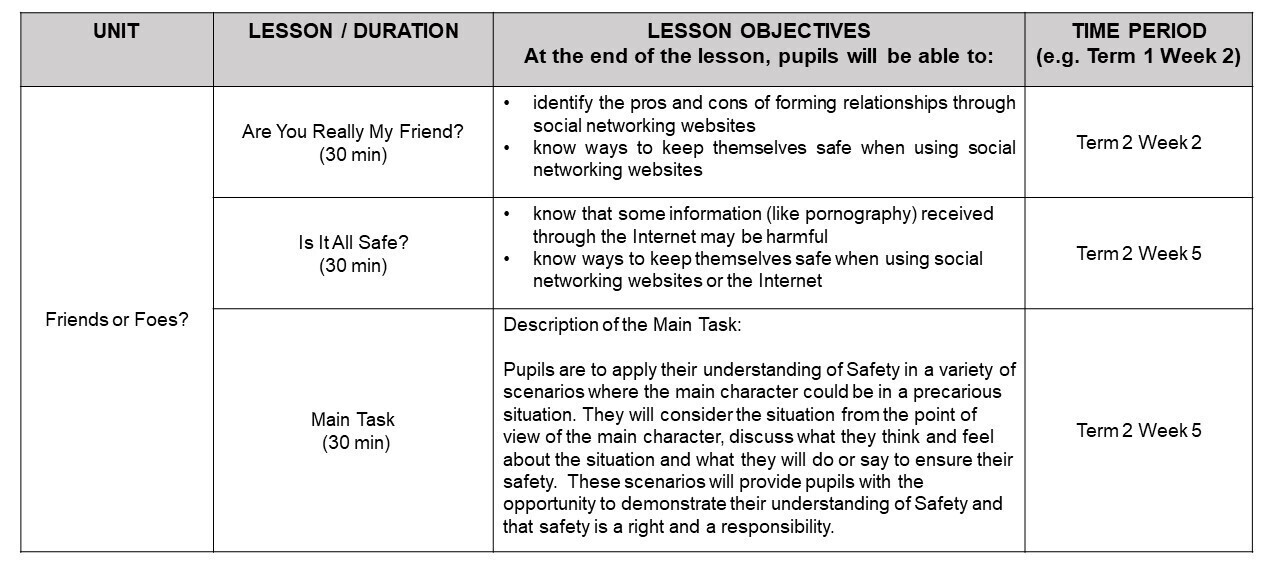 UNIT
LESSON / DURATION
LESSON OBJECTIVES
At the end of the lesson, pupils will be able to:
TIME PERIOD
(e.g. Term 1 Week 2)
Friends or Foes?
Are You Really My Friend?
(30 min)
• identify the pros and cons of forming relationships through
social networking websites
• know ways to keep themselves safe when using social
networking websites
Term 2 Week 2
Is It All Safe?
(30 min)
• know that some information (like pornography) received
through the Internet may be harmful
• know ways to keep themselves safe when using social
networking websites or the Internet
Term 2 Week 5
Main Task
(30 min)
Description of the Main Task:
Pupils are to apply their understanding of Safety in a variety of
scenarios where the main character could be in a precarious
situation. They will consider the situation from the point of
view of the main character, discuss what they think and feel
about the situation and what they will do or say to ensure their
safety. These scenarios will provide pupils with the
opportunity to demonstrate their understanding of Safety and
that safety is a right and a responsibility.
Term 2 Week 5